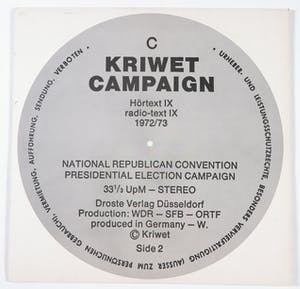 C
KRIWET
CAMPAIGN
Hörtext IX
radio-text IX
1972/73
NATIONAL REPUBLICAN CONVENTION
PRESIDENTIAL ELECTION CAMPAIGN
33⅓ UpM – STEREO
Droste Verlag Düsseldorf
Production: WDR - SFB - ORTF
produced in Germany - W.
© Kriwet
Side 2
• URHEBER- UND LEISTUNGSSCHUTZRECHTE, BESONDERS VERVIELFÄLTIGUNG (AUSSER ZUM PERSÖNLICHEN GEBRAUCH), VERMIETUNG, AUFFÜHRUNG, SENDUNG, VERBOTEN •